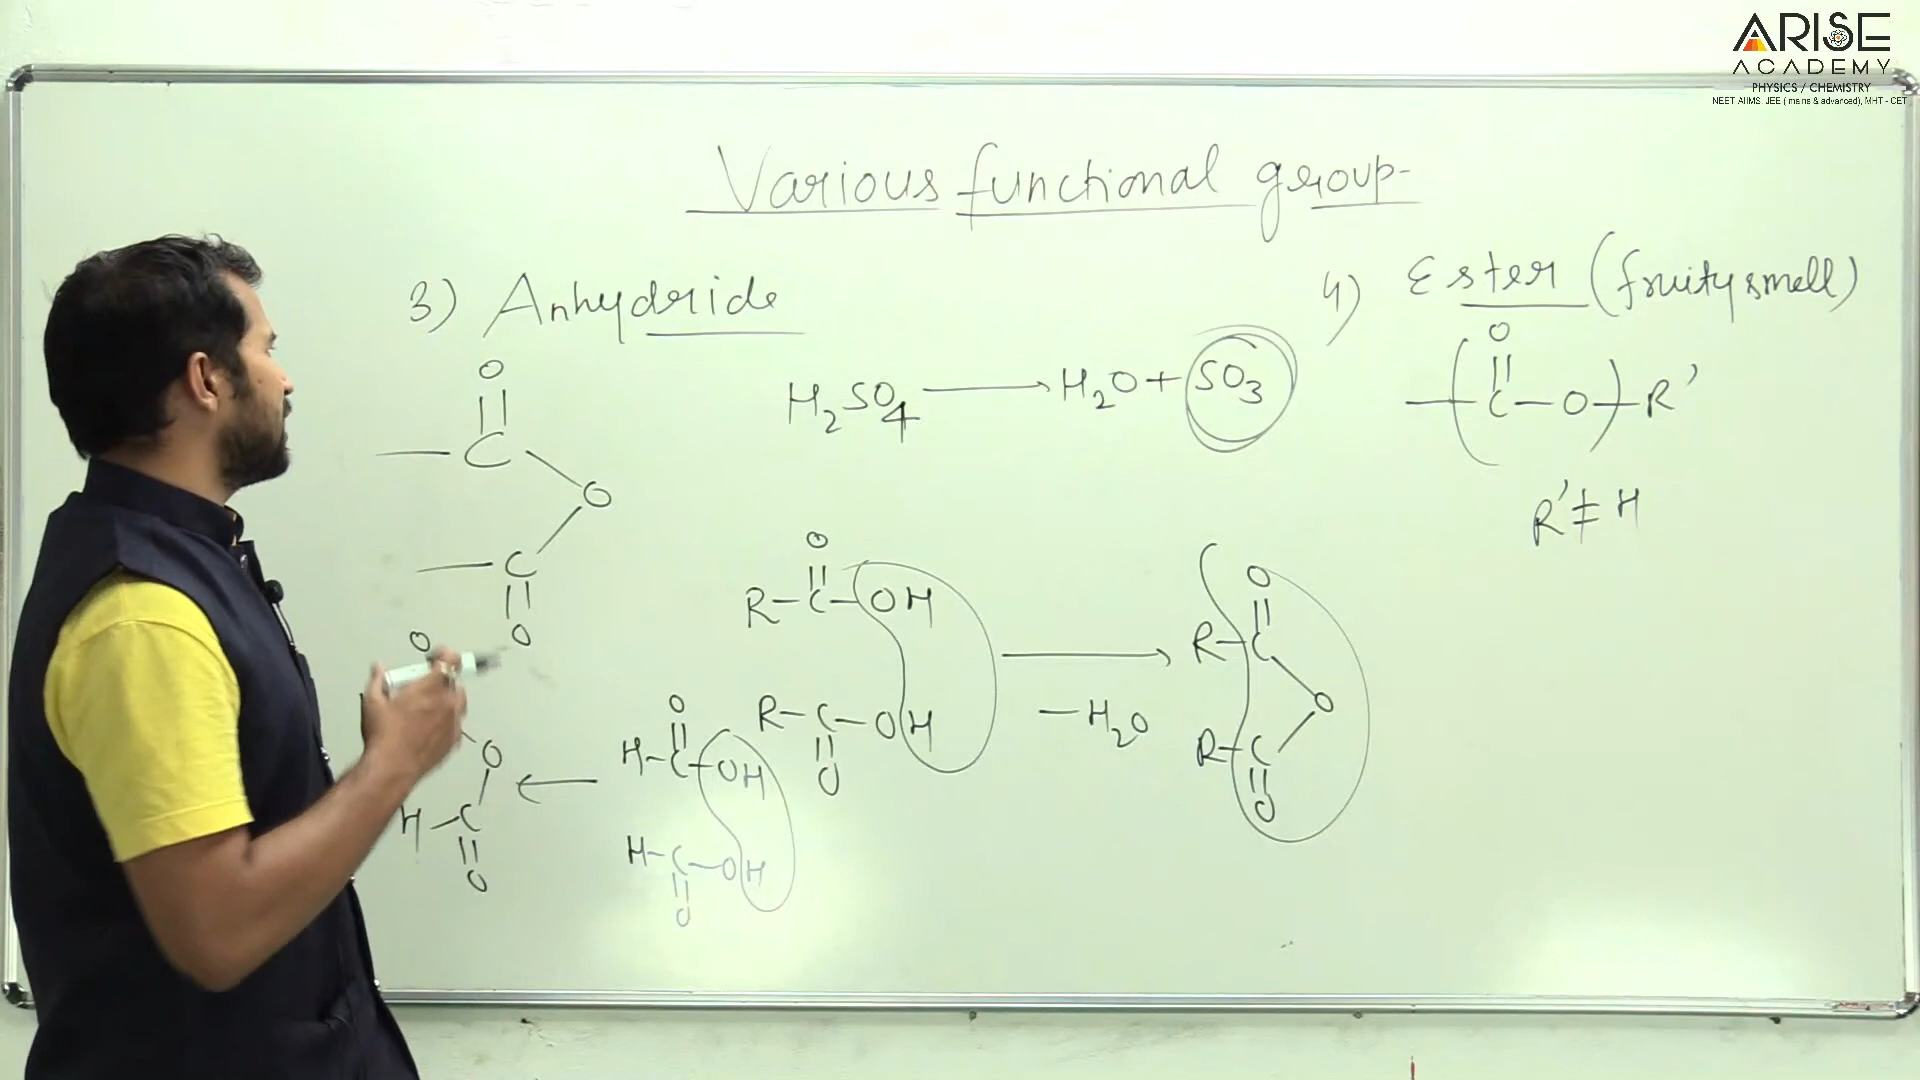 ARISE
ACADEMY
PHYSICS / CHEMISTRY
NEET AIIMS JEE ( mains & advanced), MHT - CET
Various functional group-
3) Anhydride
4) Ester (fruity smell)
O
||
— C
O
— C
||
O
H₂SO₄ ⟶ H₂O + SO₃
O
||
—( C — O )— R'
R' ≠ H
O
||
R — C — OH
R — C — OH
||
O
⟶
− H₂O
O
||
R — C
O
R — C
||
O
O
||
H — C — OH
H — C — OH
||
O
←
O
O
H — C
||
O